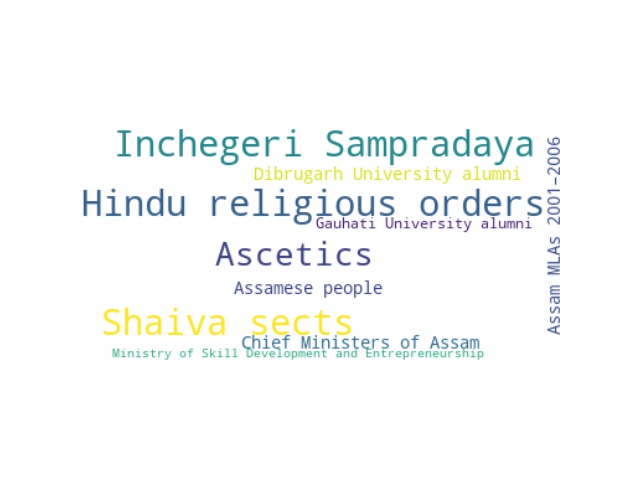 Inchegeri Sampradaya
Dibrugarh University alumni
Hindu religious orders
Gauhati University alumni
Ascetics
Assamese people
Shaiva sects
Chief Ministers of Assam
Ministry of Skill Development and Entrepreneurship
Assam MLAs 2001–2006